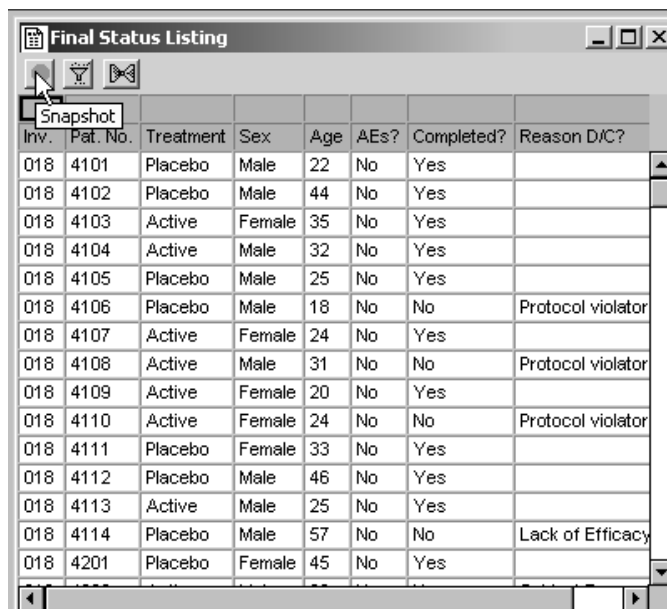 Final Status Listing
Snapshot
Inv. Pat. No. Treatment Sex Age AEs? Completed? Reason D/C?
018 4101 Placebo Male 22 No Yes
018 4102 Placebo Male 44 No Yes
018 4103 Active Female 35 No Yes
018 4104 Active Male 32 No Yes
018 4105 Placebo Male 25 No Yes
018 4106 Placebo Male 18 No No Protocol violator
018 4107 Active Female 24 No Yes
018 4108 Active Male 31 No No Protocol violator
018 4109 Active Female 20 No Yes
018 4110 Active Female 24 No No Protocol violator
018 4111 Placebo Female 33 No Yes
018 4112 Placebo Male 46 No Yes
018 4113 Active Male 25 No Yes
018 4114 Placebo Male 57 No No Lack of Efficacy
018 4201 Placebo Female 45 No Yes